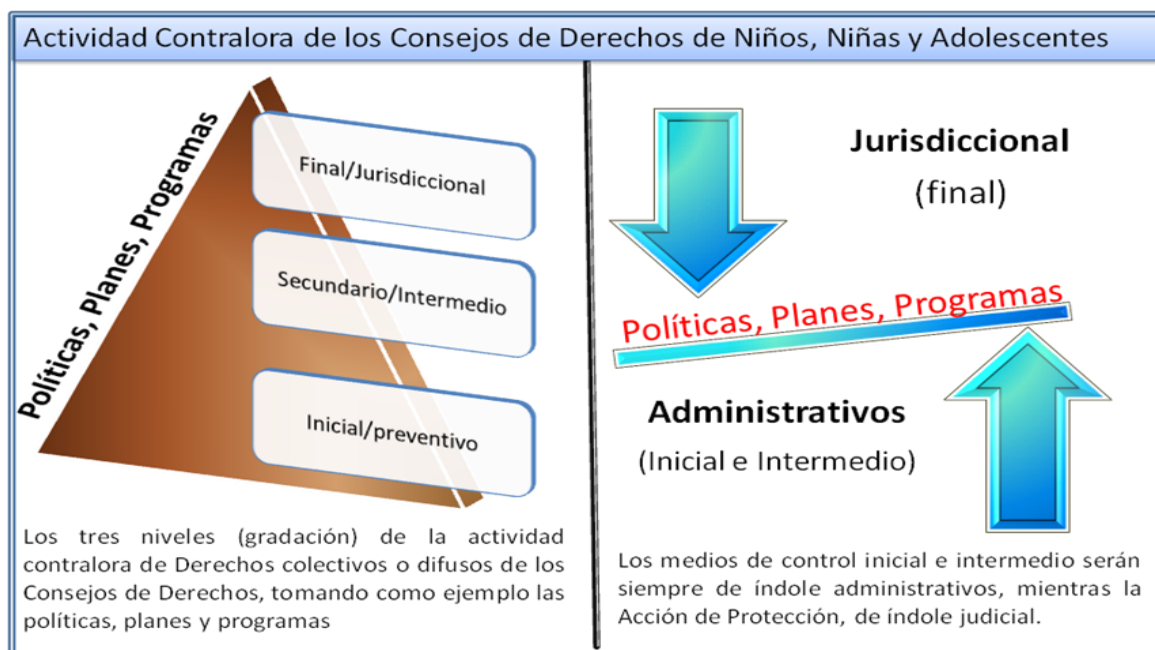 Actividad Contralora de los Consejos de Derechos de Niños, Niñas y Adolescentes
Políticas, Planes, Programas
Final/Jurisdiccional
Secundario/Intermedio
Inicial/preventivo
Los tres niveles (gradación) de la actividad
contralora de Derechos colectivos o difusos de los
Consejos de Derechos, tomando como ejemplo las
políticas, planes y programas
Jurisdiccional
(final)
Políticas, Planes, Programas
Administrativos
(Inicial e Intermedio)
Los medios de control inicial e intermedio serán
siempre de índole administrativos, mientras la
Acción de Protección, de índole judicial.